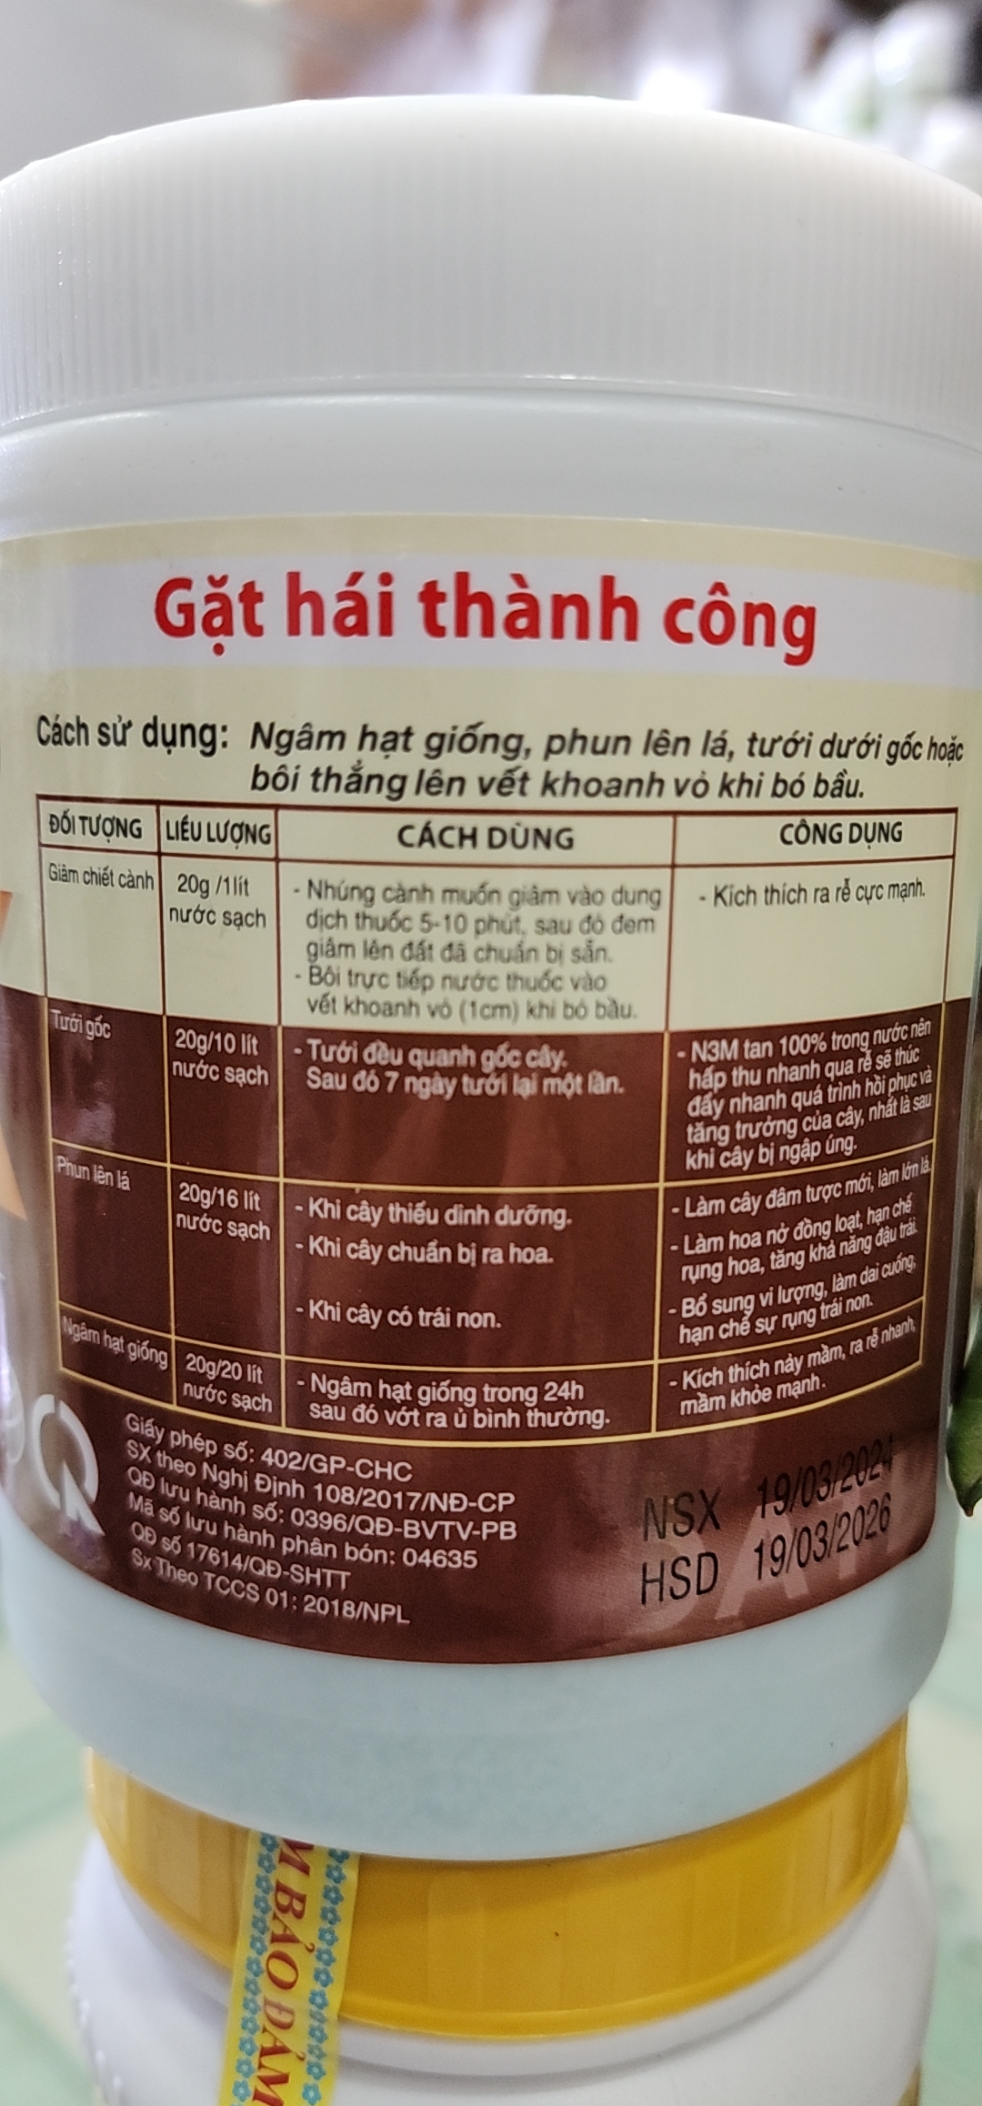 Gặt hái thành công
Cách sử dụng: Ngâm hạt giống, phun lên lá, tưới dưới gốc hoặc
bôi thẳng lên vết khoanh vỏ khi bó bầu.
ĐỐI TƯỢNG LIỀU LƯỢNG CÁCH DÙNG CÔNG DỤNG
Giâm chiết cành
20g /1lít
nước sạch
- Nhúng cành muốn giâm vào dung
dịch thuốc 5-10 phút, sau đó đem
giâm lên đất đã chuẩn bị sẵn.
- Bôi trực tiếp nước thuốc vào
vết khoanh vỏ (1cm) khi bó bầu.
- Kích thích ra rễ cực mạnh.
Tưới gốc
20g/10 lít
nước sạch
- Tưới đều quanh gốc cây.
Sau đó 7 ngày tưới lại một lần.
- N3M tan 100% trong nước nên
hấp thu nhanh qua rễ sẽ thúc
đẩy nhanh quá trình hồi phục và
tăng trưởng của cây, nhất là sau
khi cây bị ngập úng.
Phun lên lá
20g/16 lít
nước sạch
- Khi cây thiếu dinh dưỡng.
- Khi cây chuẩn bị ra hoa.
- Khi cây có trái non.
- Làm cây đâm tược mới, làm lớn lá.
- Làm hoa nở đồng loạt, hạn chế
rụng hoa, tăng khả năng đậu trái.
- Bổ sung vi lượng, làm dai cuống,
hạn chế sự rụng trái non.
Ngâm hạt giống
20g/20 lít
nước sạch
- Ngâm hạt giống trong 24h
sau đó vớt ra ủ bình thường.
- Kích thích nảy mầm, ra rễ nhanh,
mầm khỏe mạnh.
Giấy phép số: 402/GP-CHC
SX theo Nghị Định 108/2017/NĐ-CP
QĐ lưu hành số: 0396/QĐ-BVTV-PB
Mã số lưu hành phân bón: 04635
QĐ số 17614/QĐ-SHTT
Sx Theo TCCS 01: 2018/NPL
NSX 19/03/2024
HSD 19/03/2026
BẢO ĐẢM